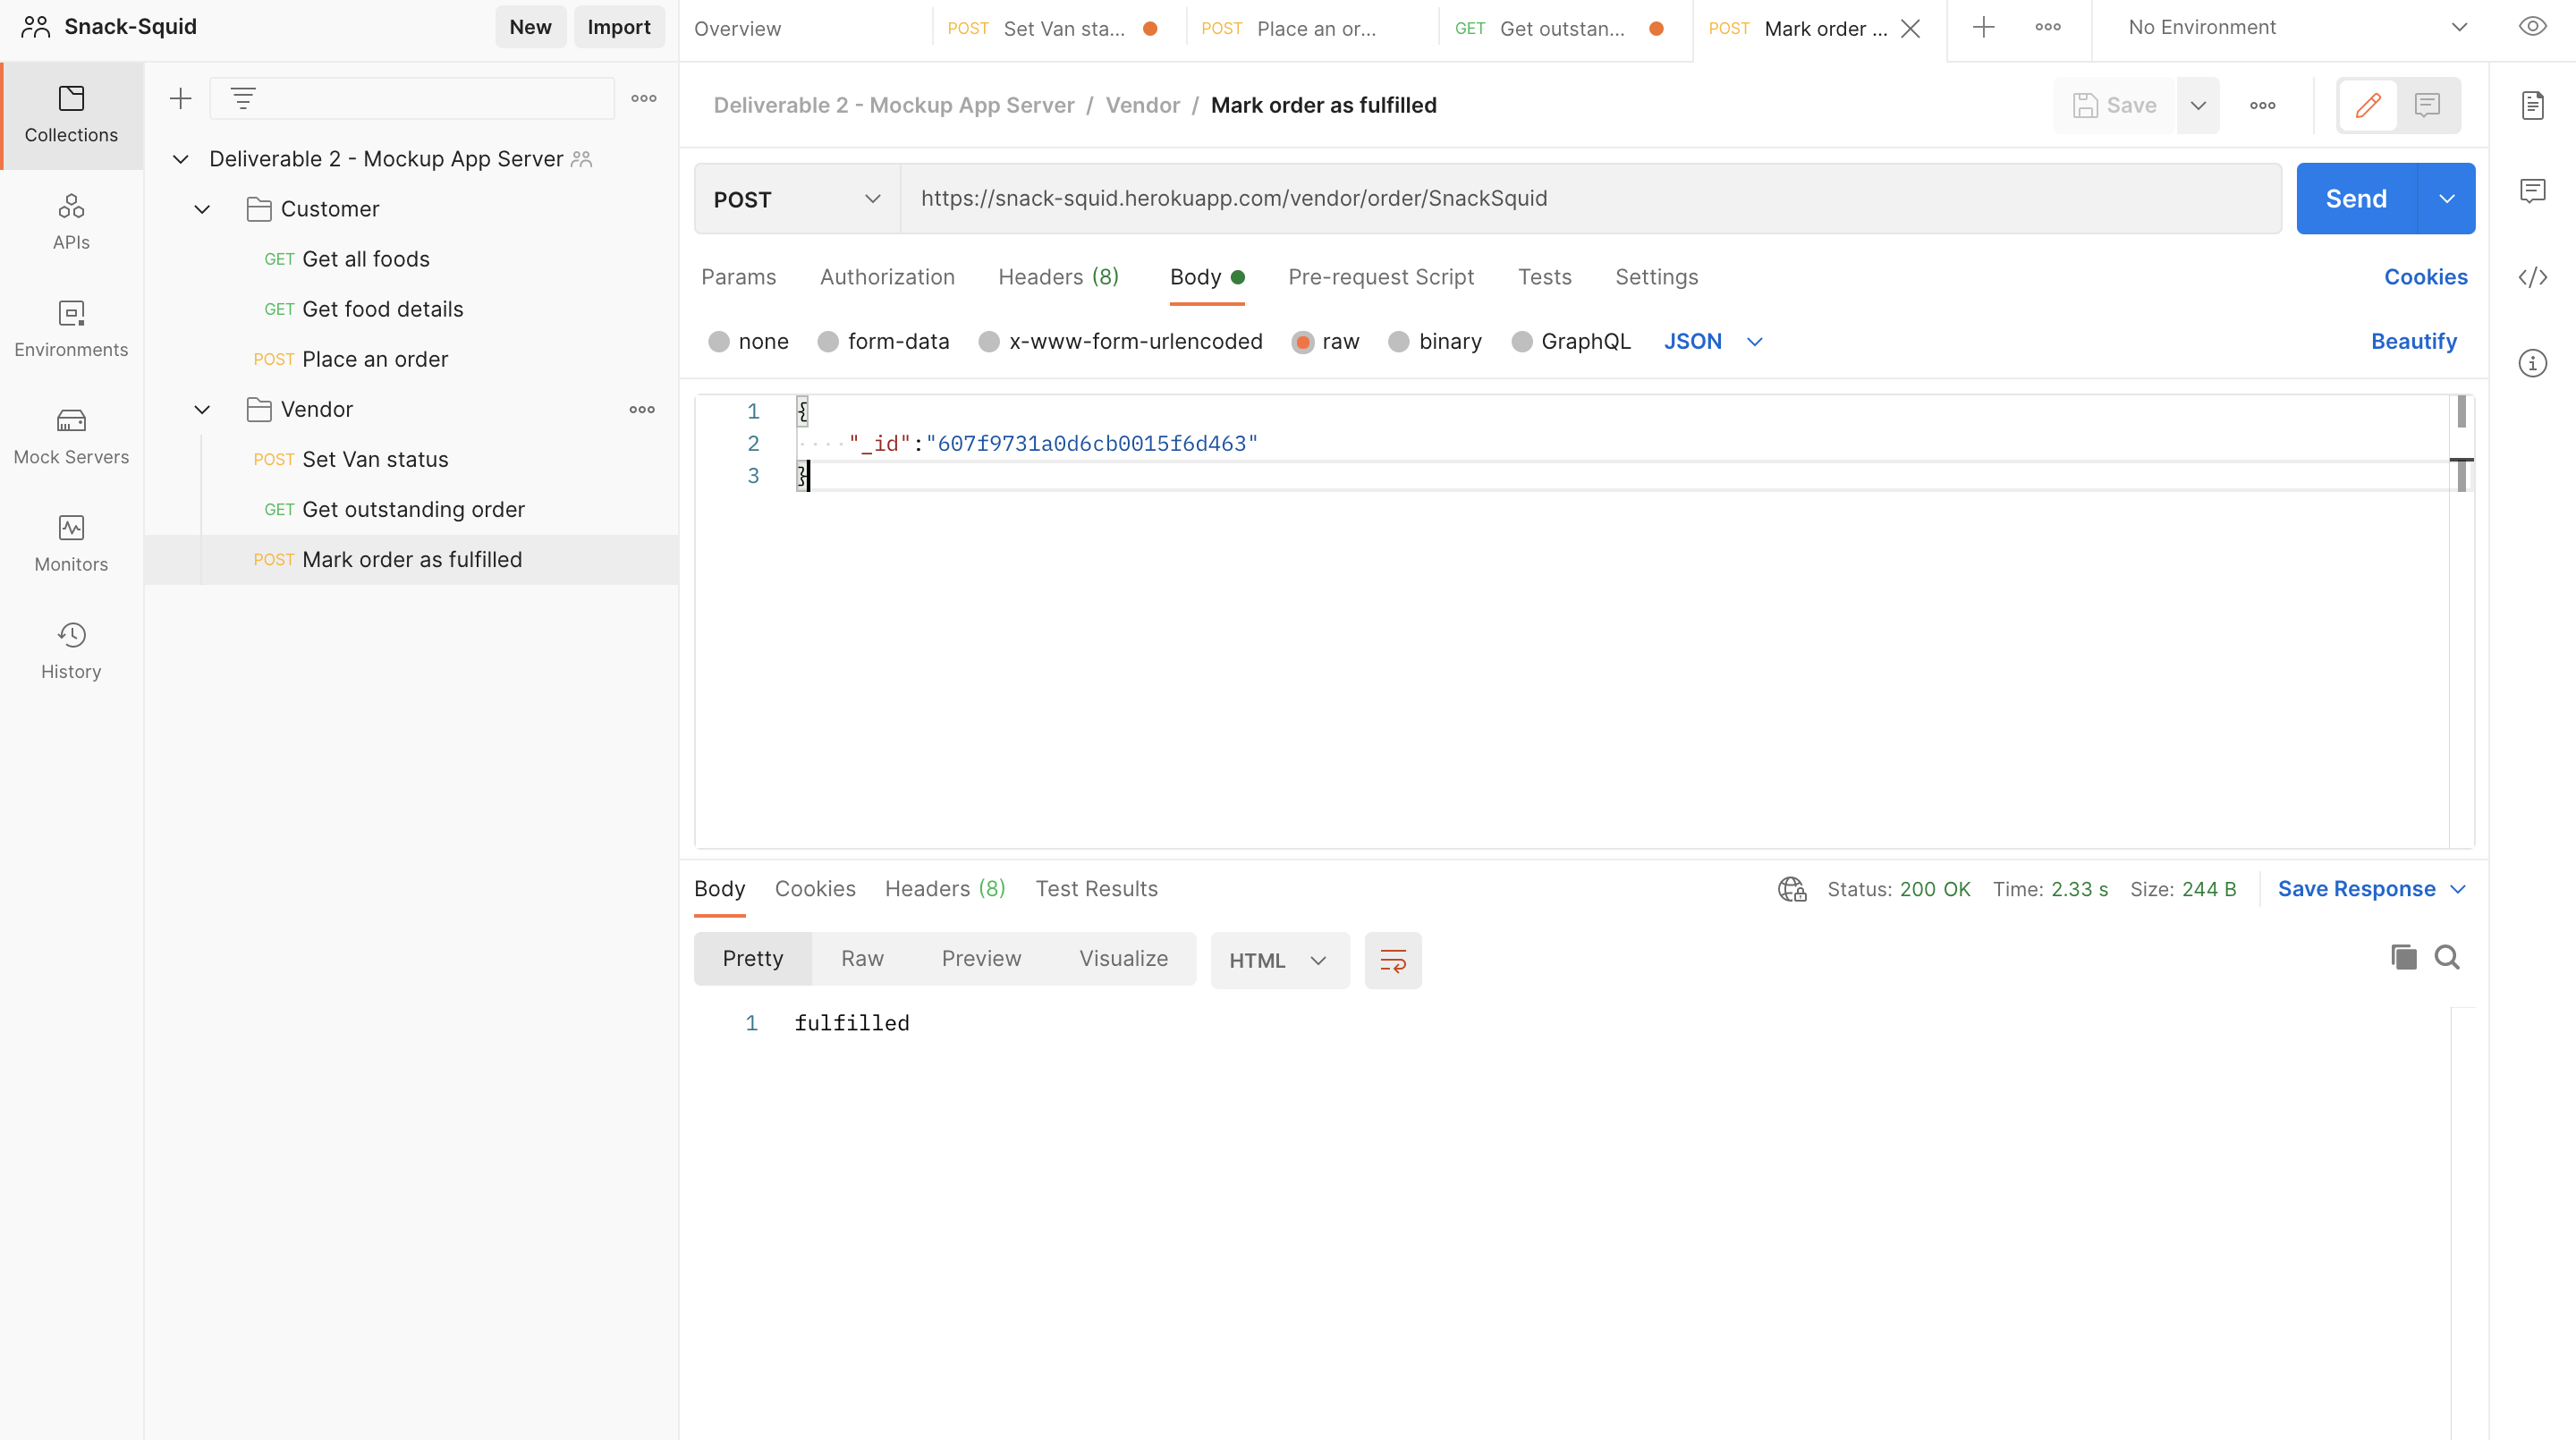 Snack-Squid
New
Import
Overview
POST Set Van sta...
POST Place an or...
GET Get outstan...
POST Mark order ...
No Environment
Collections
APIs
Environments
Mock Servers
Monitors
History
Deliverable 2 - Mockup App Server
Customer
GET Get all foods
GET Get food details
POST Place an order
Vendor
POST Set Van status
GET Get outstanding order
POST Mark order as fulfilled
Deliverable 2 - Mockup App Server / Vendor / Mark order as fulfilled
Save
POST
https://snack-squid.herokuapp.com/vendor/order/SnackSquid
Send
Params Authorization Headers (8) Body Pre-request Script Tests Settings
Cookies
none form-data x-www-form-urlencoded raw binary GraphQL JSON
Beautify
1 {
2 ····"_id":"607f9731a0d6cb0015f6d463"
3 }
Body Cookies Headers (8) Test Results
Status: 200 OK Time: 2.33 s Size: 244 B
Save Response
Pretty Raw Preview Visualize HTML
1 fulfilled